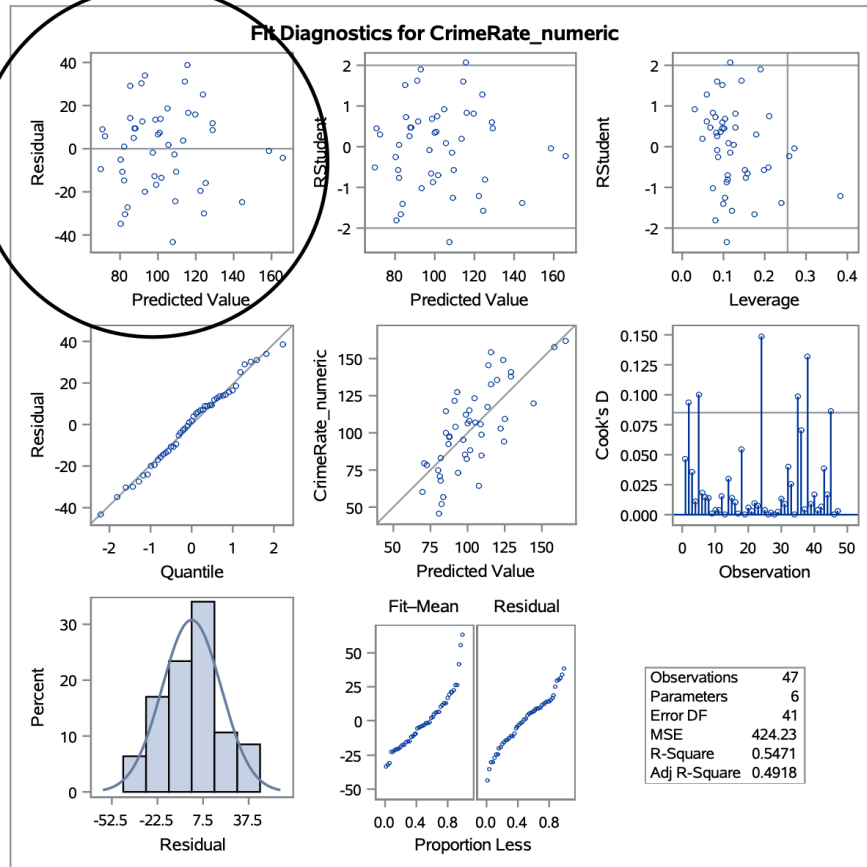 Fit Diagnostics for CrimeRate_numeric
40
20
0
-20
-40
Residual
80 100 120 140 160
Predicted Value
2
1
0
-1
-2
RStudent
80 100 120 140 160
Predicted Value
2
1
0
-1
-2
RStudent
0.0 0.1 0.2 0.3 0.4
Leverage
40
20
0
-20
-40
Residual
-2 -1 0 1 2
Quantile
150
125
100
75
50
CrimeRate_numeric
50 75 100 125 150
Predicted Value
0.150
0.125
0.100
0.075
0.050
0.025
0.000
Cook's D
0 10 20 30 40 50
Observation
30
20
10
0
Percent
-52.5 -22.5 7.5 37.5
Residual
Fit–Mean Residual
50
25
0
-25
-50
0.0 0.4 0.8 0.0 0.4 0.8
Proportion Less
Observations 47
Parameters 6
Error DF 41
MSE 424.23
R-Square 0.5471
Adj R-Square 0.4918